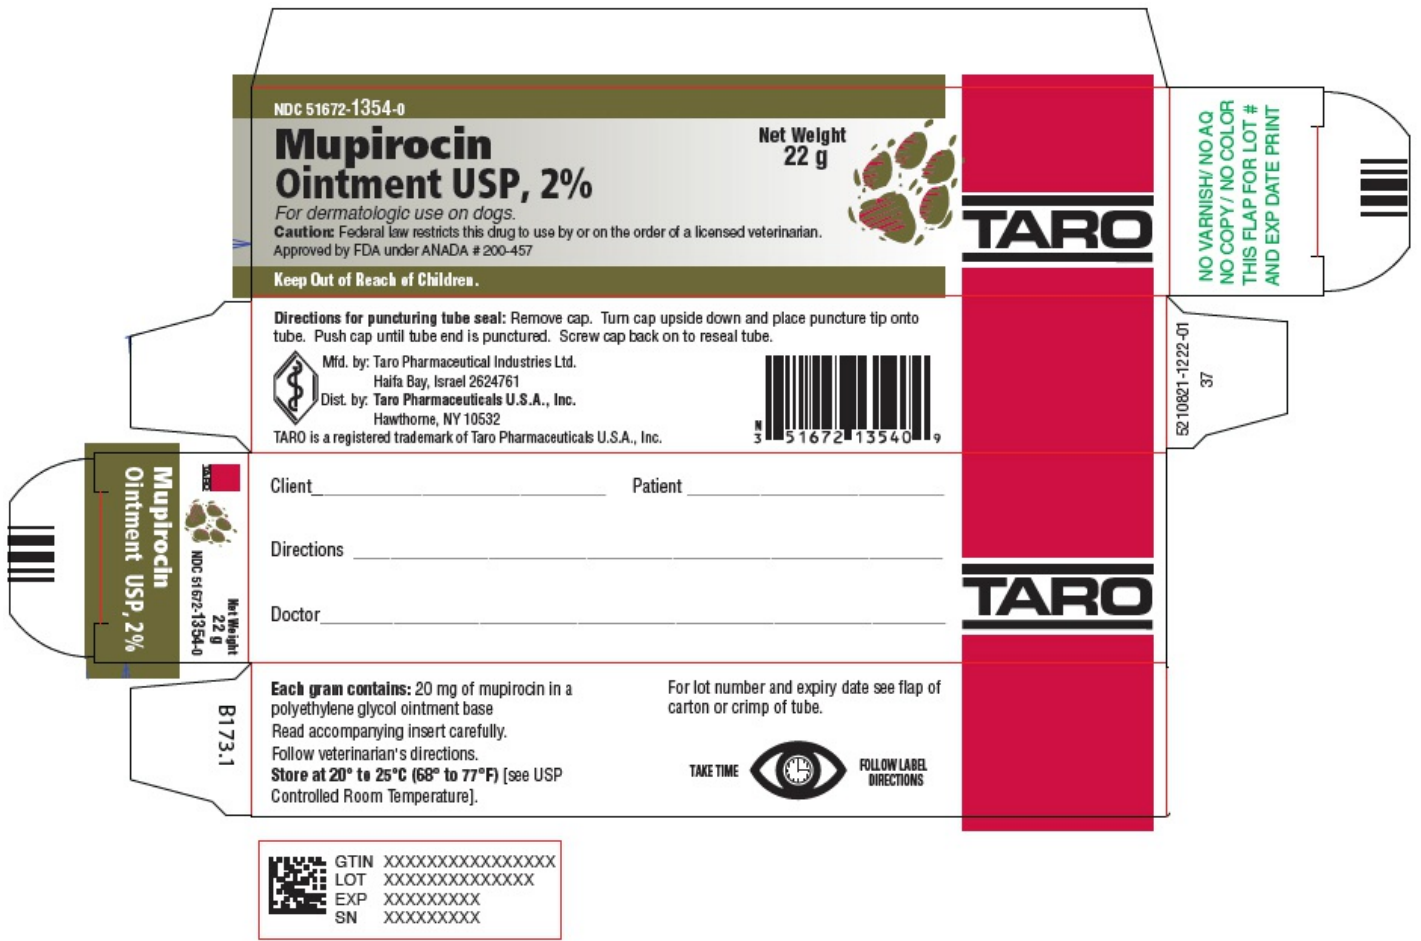 NDC 51672-1354-0
Mupirocin
Ointment USP, 2%
For dermatologic use on dogs.
Caution: Federal law restricts this drug to use by or on the order of a licensed veterinarian.
Approved by FDA under ANADA # 200-457
Keep Out of Reach of Children.
Net Weight
22 g
TARO
NO VARNISH/ NO AQ
NO COPY/ NO COLOR
THIS FLAP FOR LOT #
AND EXP DATE PRINT
Directions for puncturing tube seal: Remove cap. Turn cap upside down and place puncture tip onto
tube. Push cap until tube end is punctured. Screw cap back on to reseal tube.
Mfd. by: Taro Pharmaceutical Industries Ltd.
Haifa Bay, Israel 2624761
Dist. by: Taro Pharmaceuticals U.S.A., Inc.
Hawthorne, NY 10532
TARO is a registered trademark of Taro Pharmaceuticals U.S.A., Inc.
N
3 51672 13540 9
5210821-1222-01
37
Mupirocin
Ointment USP, 2%
TARO
NDC 51672-1354-0
Net Weight
22 g
Client
Patient
Directions
Doctor
TARO
B173.1
Each gram contains: 20 mg of mupirocin in a
polyethylene glycol ointment base
Read accompanying insert carefully.
Follow veterinarian's directions.
Store at 20° to 25°C (68° to 77°F) [see USP
Controlled Room Temperature].
For lot number and expiry date see flap of
carton or crimp of tube.
TAKE TIME
FOLLOW LABEL
DIRECTIONS
GTIN XXXXXXXXXXXXXXXX
LOT XXXXXXXXXXXXXX
EXP XXXXXXXXX
SN XXXXXXXXX